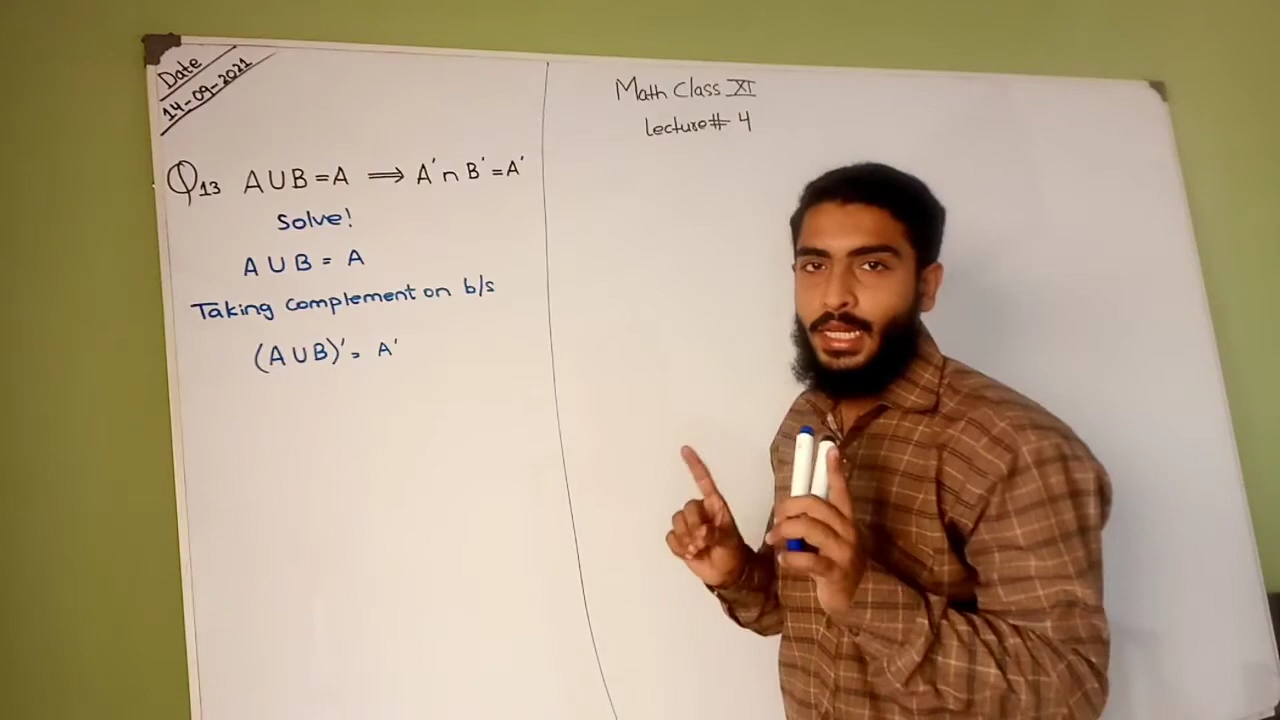 Date
14-09-2021
Math Class XI
Lecture# 4
Q13 A∪B=A ⟹ A'∩B'=A'
Solve!
A∪B = A
Taking complement on b/s
(A∪B)' = A'